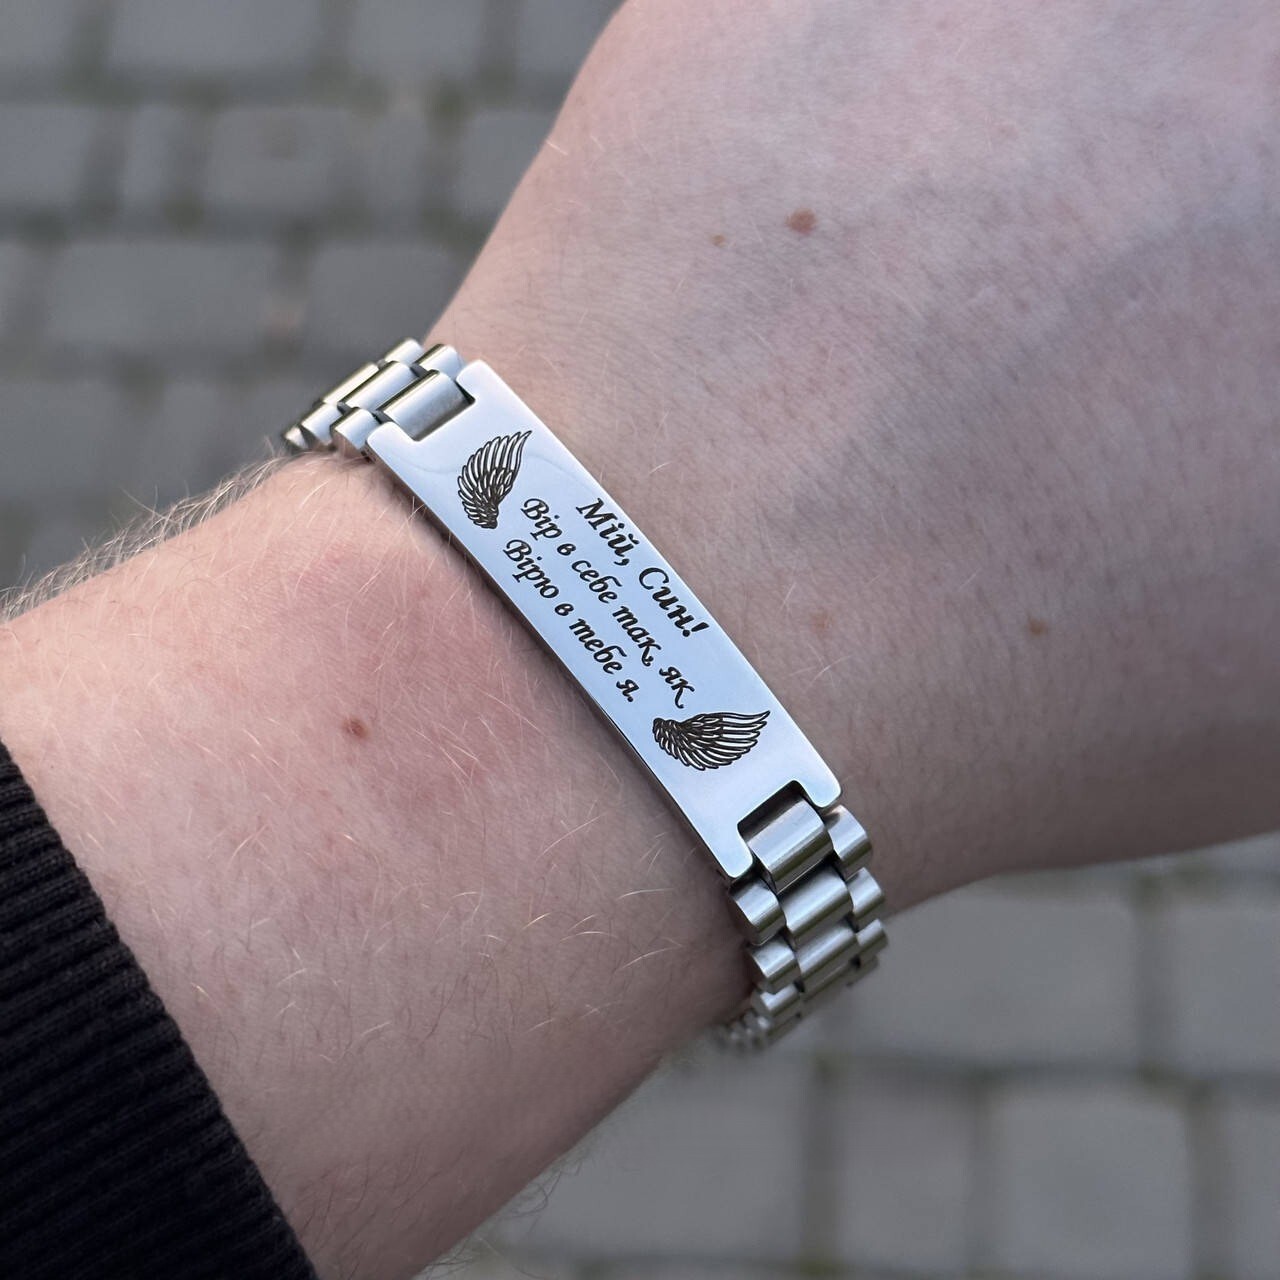 Мій, Син!
Вір в себе так, як
Вірю в тебе я.